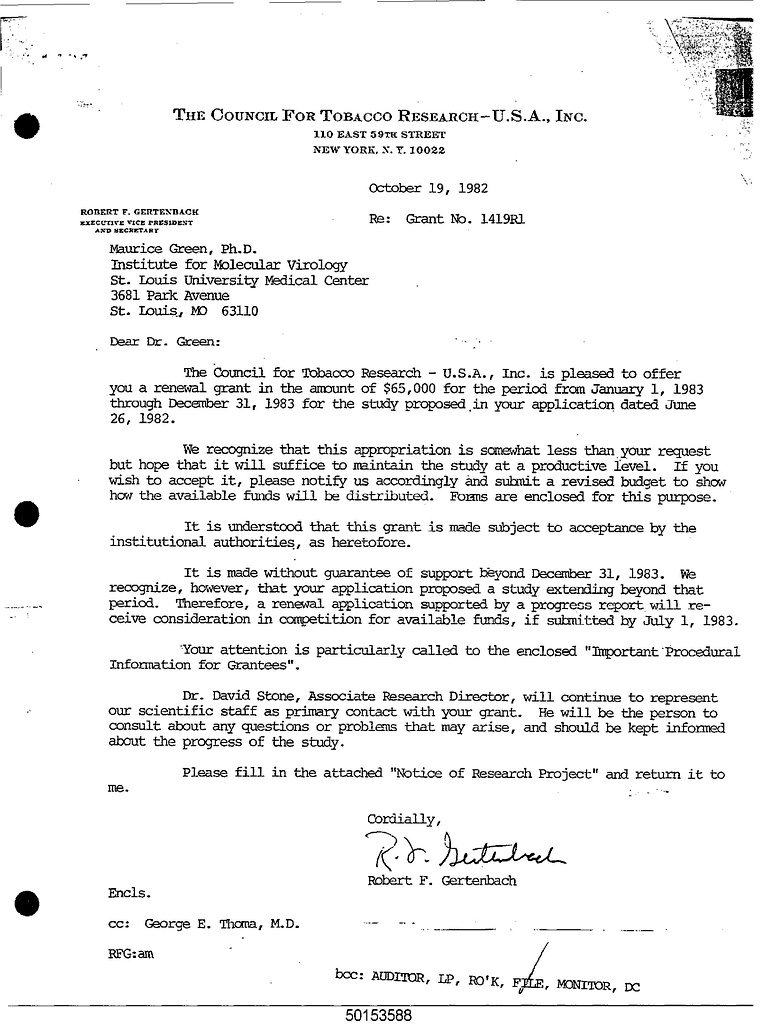 THE COUNCIL FOR TOBACCO RESEARCH—U.S.A., INC.
110 EAST 59TH STREET
NEW YORK, N. Y. 10022
October 19, 1982
ROBERT F. GERTENBACH
EXECUTIVE VICE PRESIDENT
AND SECRETARY
Re: Grant No. 1419R1
Maurice Green, Ph.D.
Institute for Molecular Virology
St. Louis University Medical Center
3681 Park Avenue
St. Louis, MO 63110
Dear Dr. Green:
The Council for Tobacco Research - U.S.A., Inc. is pleased to offer
you a renewal grant in the amount of $65,000 for the period from January 1, 1983
through December 31, 1983 for the study proposed in your application dated June
26, 1982.
We recognize that this appropriation is somewhat less than your request
but hope that it will suffice to maintain the study at a productive level. If you
wish to accept it, please notify us accordingly and submit a revised budget to show
how the available funds will be distributed. Forms are enclosed for this purpose.
It is understood that this grant is made subject to acceptance by the
institutional authorities, as heretofore.
It is made without guarantee of support beyond December 31, 1983. We
recognize, however, that your application proposed a study extending beyond that
period. Therefore, a renewal application supported by a progress report will re-
ceive consideration in competition for available funds, if submitted by July 1, 1983.
Your attention is particularly called to the enclosed "Important Procedural
Information for Grantees".
Dr. David Stone, Associate Research Director, will continue to represent
our scientific staff as primary contact with your grant. He will be the person to
consult about any questions or problems that may arise, and should be kept informed
about the progress of the study.
Please fill in the attached "Notice of Research Project" and return it to
me.
Cordially,
R. F. Gertenbach
Robert F. Gertenbach
Encls.
cc: George E. Thoma, M.D.
RFG:am
bcc: AUDITOR, LP, RO'K, FILE, MONITOR, DC
50153588